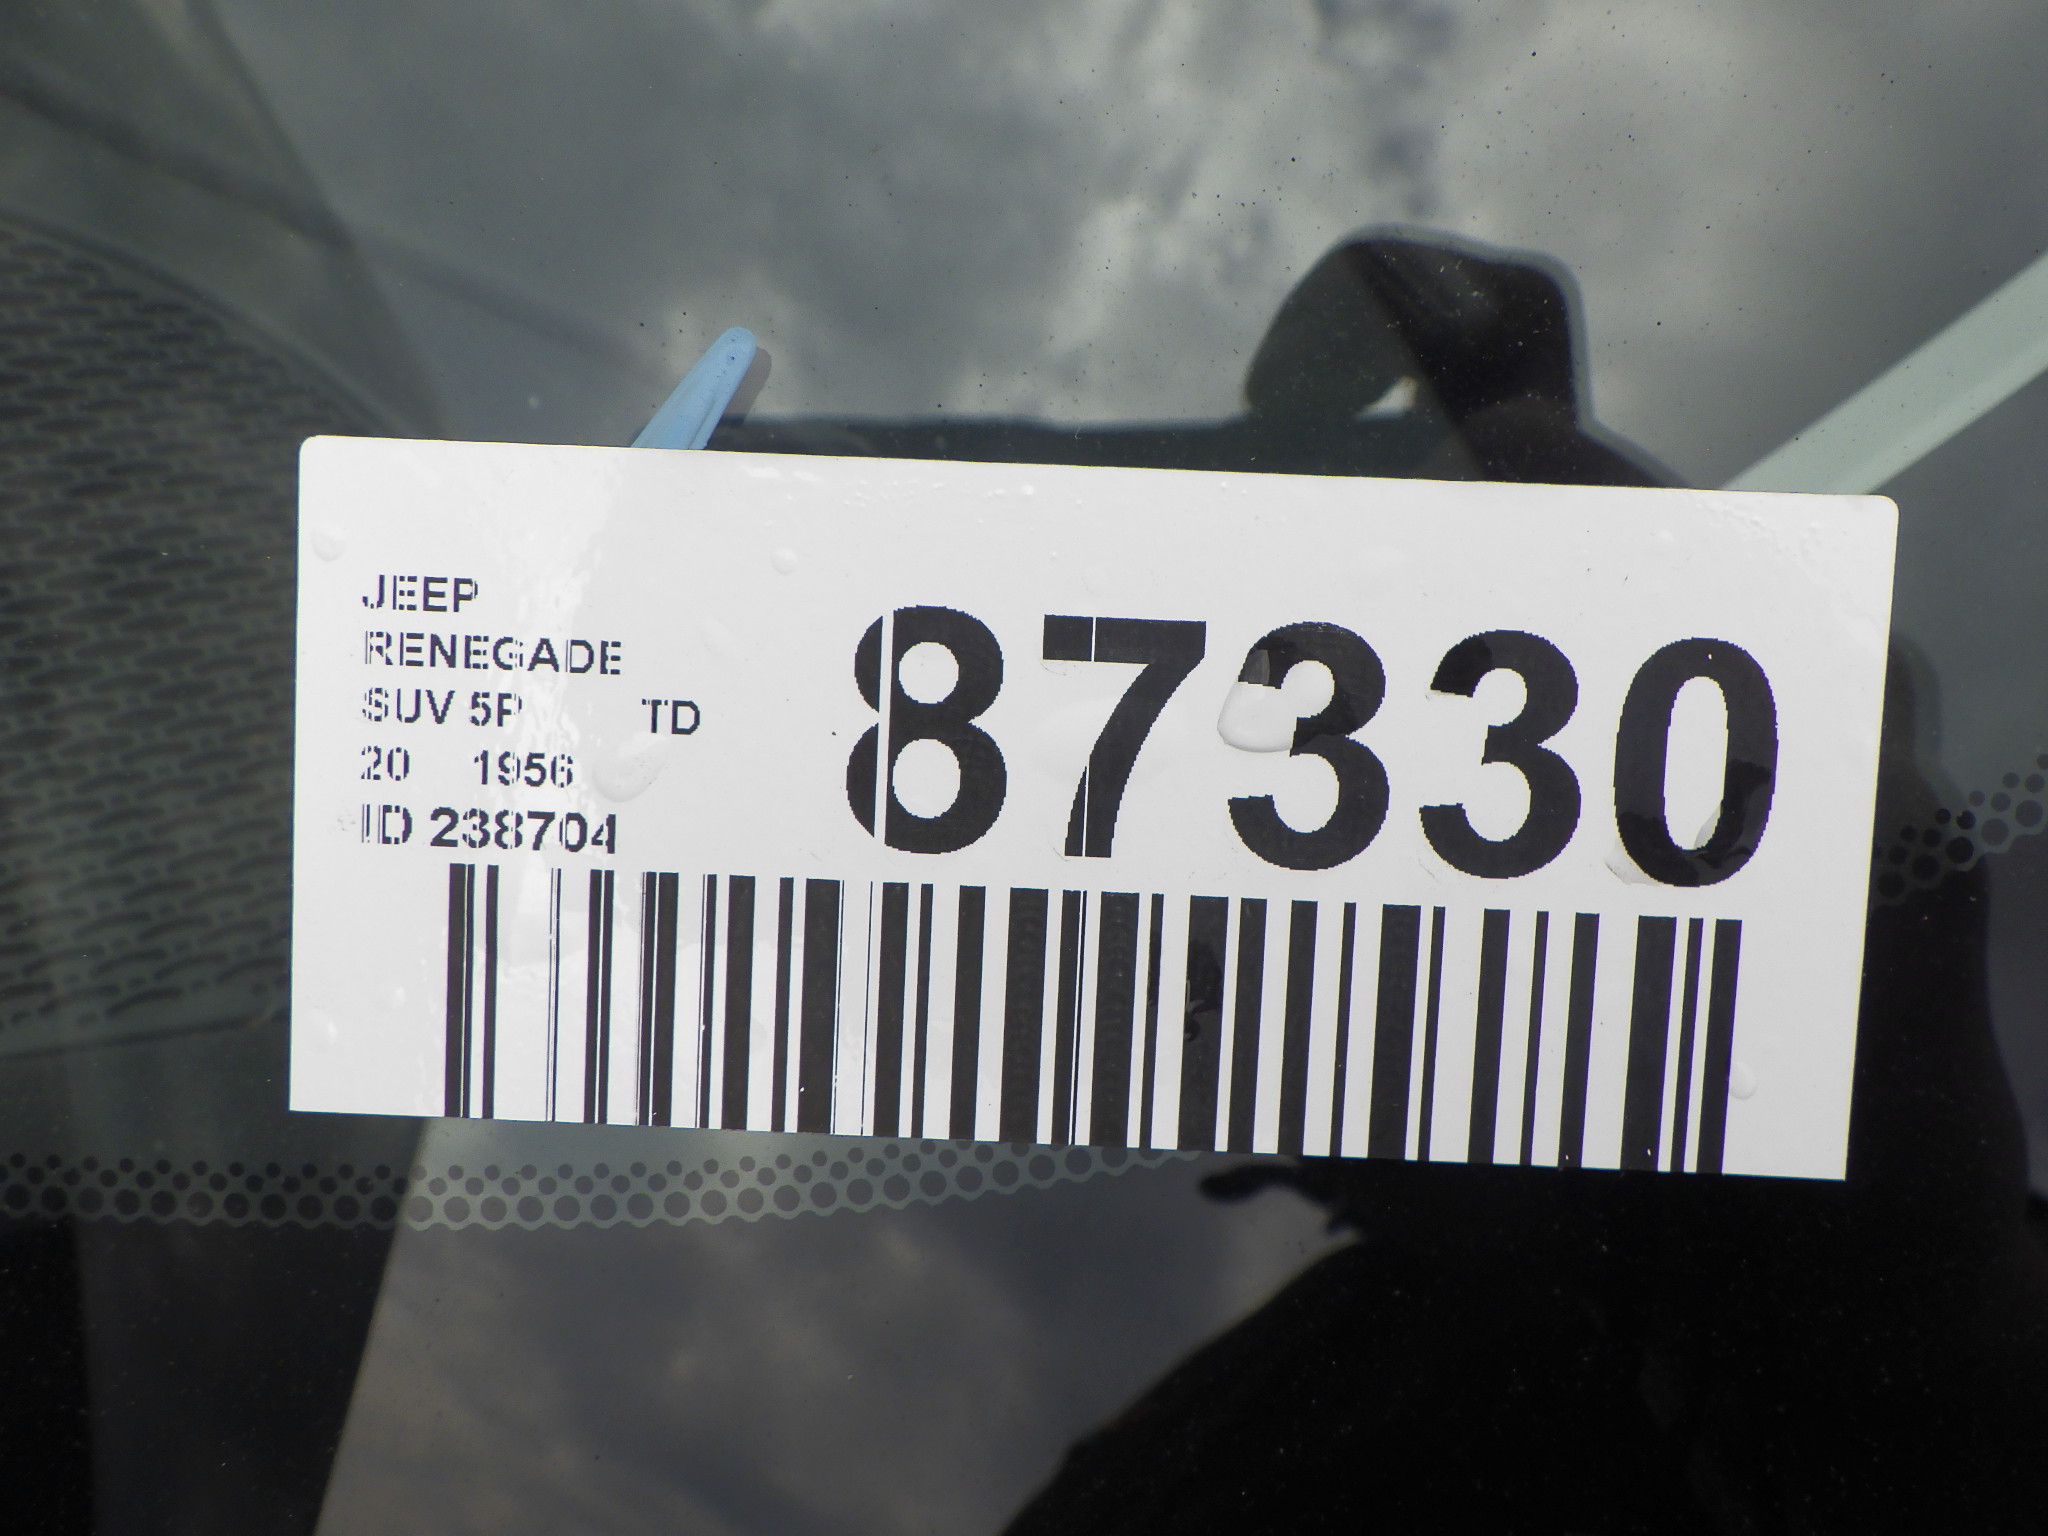 JEEP
RENEGADE
SUV 5P TD
20 1956
ID 238704
87330